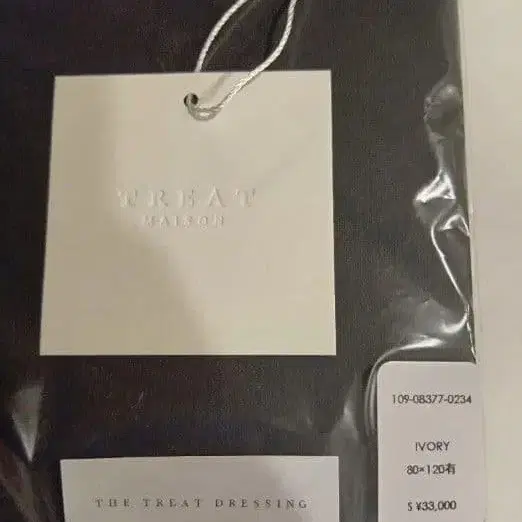 TREAT
MAISON
109-08377-0234
IVORY
80×120有
S ¥33,000
THE TREAT DRESSING